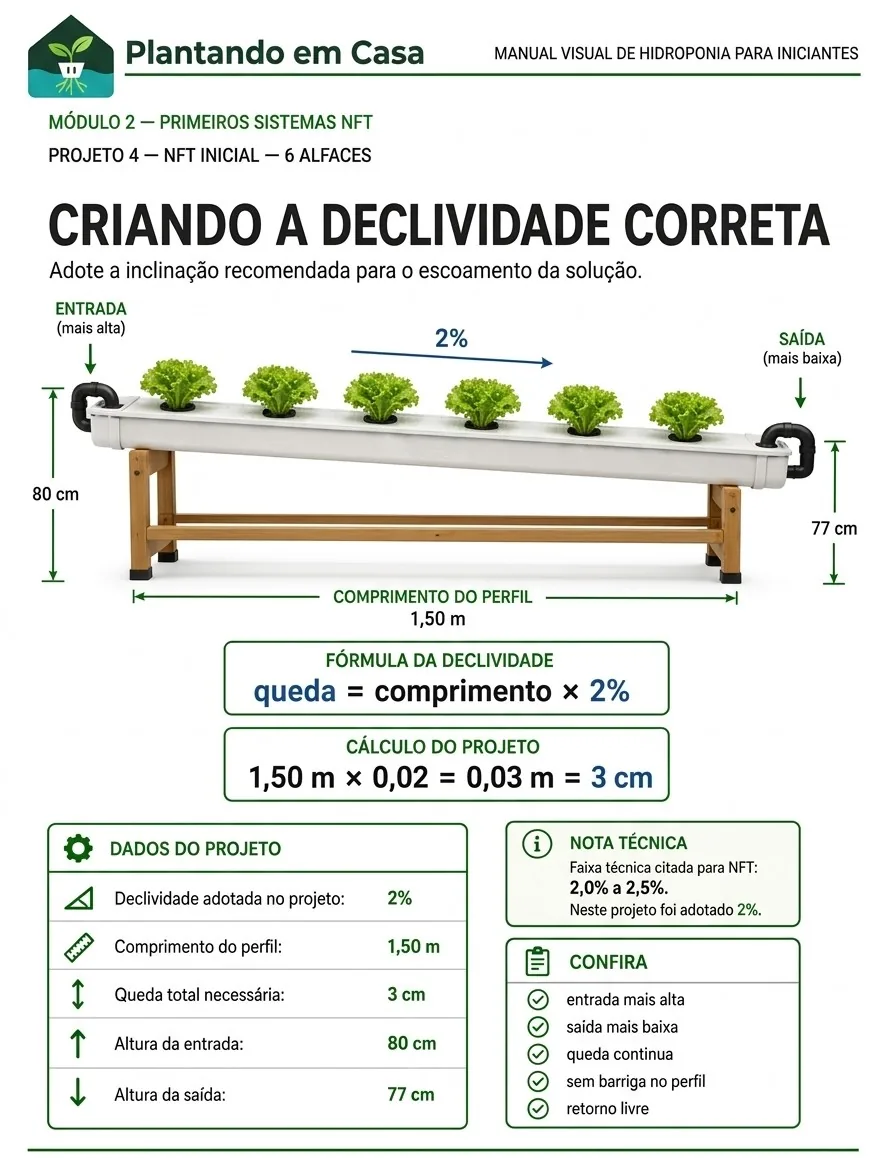 Plantando em Casa
MANUAL VISUAL DE HIDROPONIA PARA INICIANTES
MÓDULO 2 — PRIMEIROS SISTEMAS NFT
PROJETO 4 — NFT INICIAL — 6 ALFACES
CRIANDO A DECLIVIDADE CORRETA
Adote a inclinação recomendada para o escoamento da solução.
ENTRADA
(mais alta)
2%
SAÍDA
(mais baixa)
80 cm
77 cm
COMPRIMENTO DO PERFIL
1,50 m
FÓRMULA DA DECLIVIDADE
queda = comprimento × 2%
CÁLCULO DO PROJETO
1,50 m × 0,02 = 0,03 m = 3 cm
DADOS DO PROJETO
Declividade adotada no projeto: 2%
Comprimento do perfil: 1,50 m
Queda total necessária: 3 cm
Altura da entrada: 80 cm
Altura da saída: 77 cm
NOTA TÉCNICA
Faixa técnica citada para NFT:
2,0% a 2,5%.
Neste projeto foi adotado 2%.
CONFIRA
entrada mais alta
saida mais baixa
queda continua
sem barriga no perfil
retorno livre